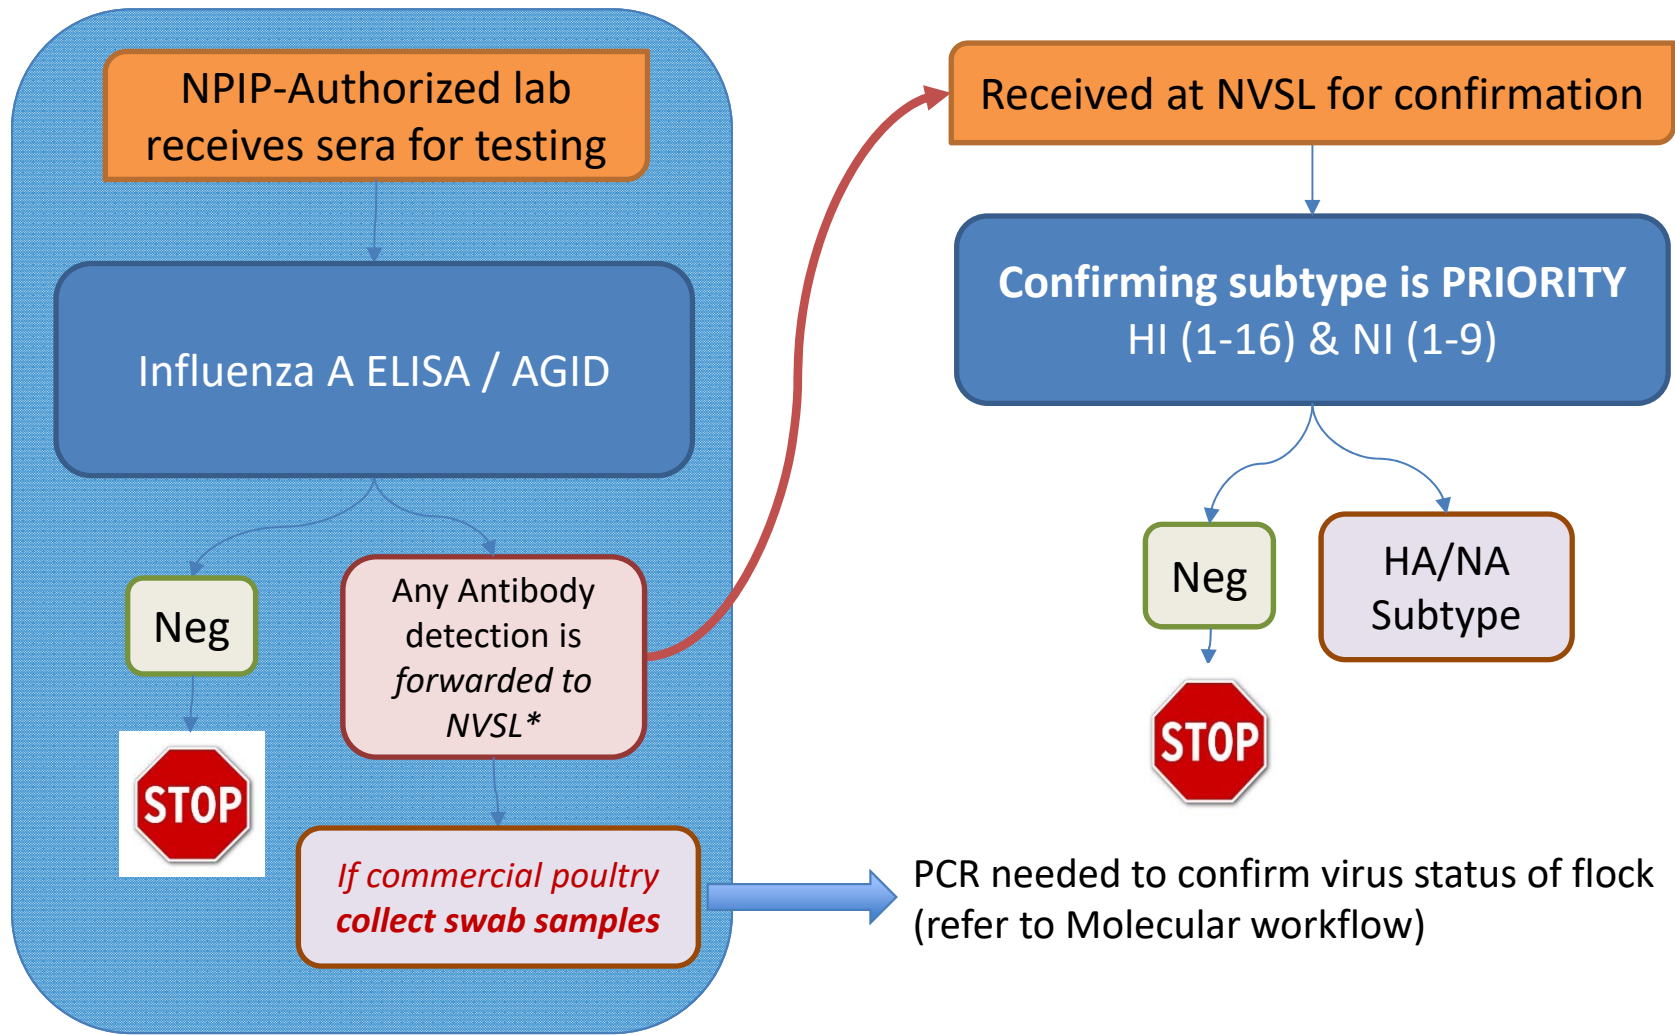 NPIP-Authorized lab
receives sera for testing
Influenza A ELISA / AGID
Neg
STOP
Any Antibody
detection is
forwarded to
NVSL*
If commercial poultry
collect swab samples
Received at NVSL for confirmation
Confirming subtype is PRIORITY
HI (1-16) & NI (1-9)
Neg
STOP
HA/NA
Subtype
PCR needed to confirm virus status of flock
(refer to Molecular workflow)